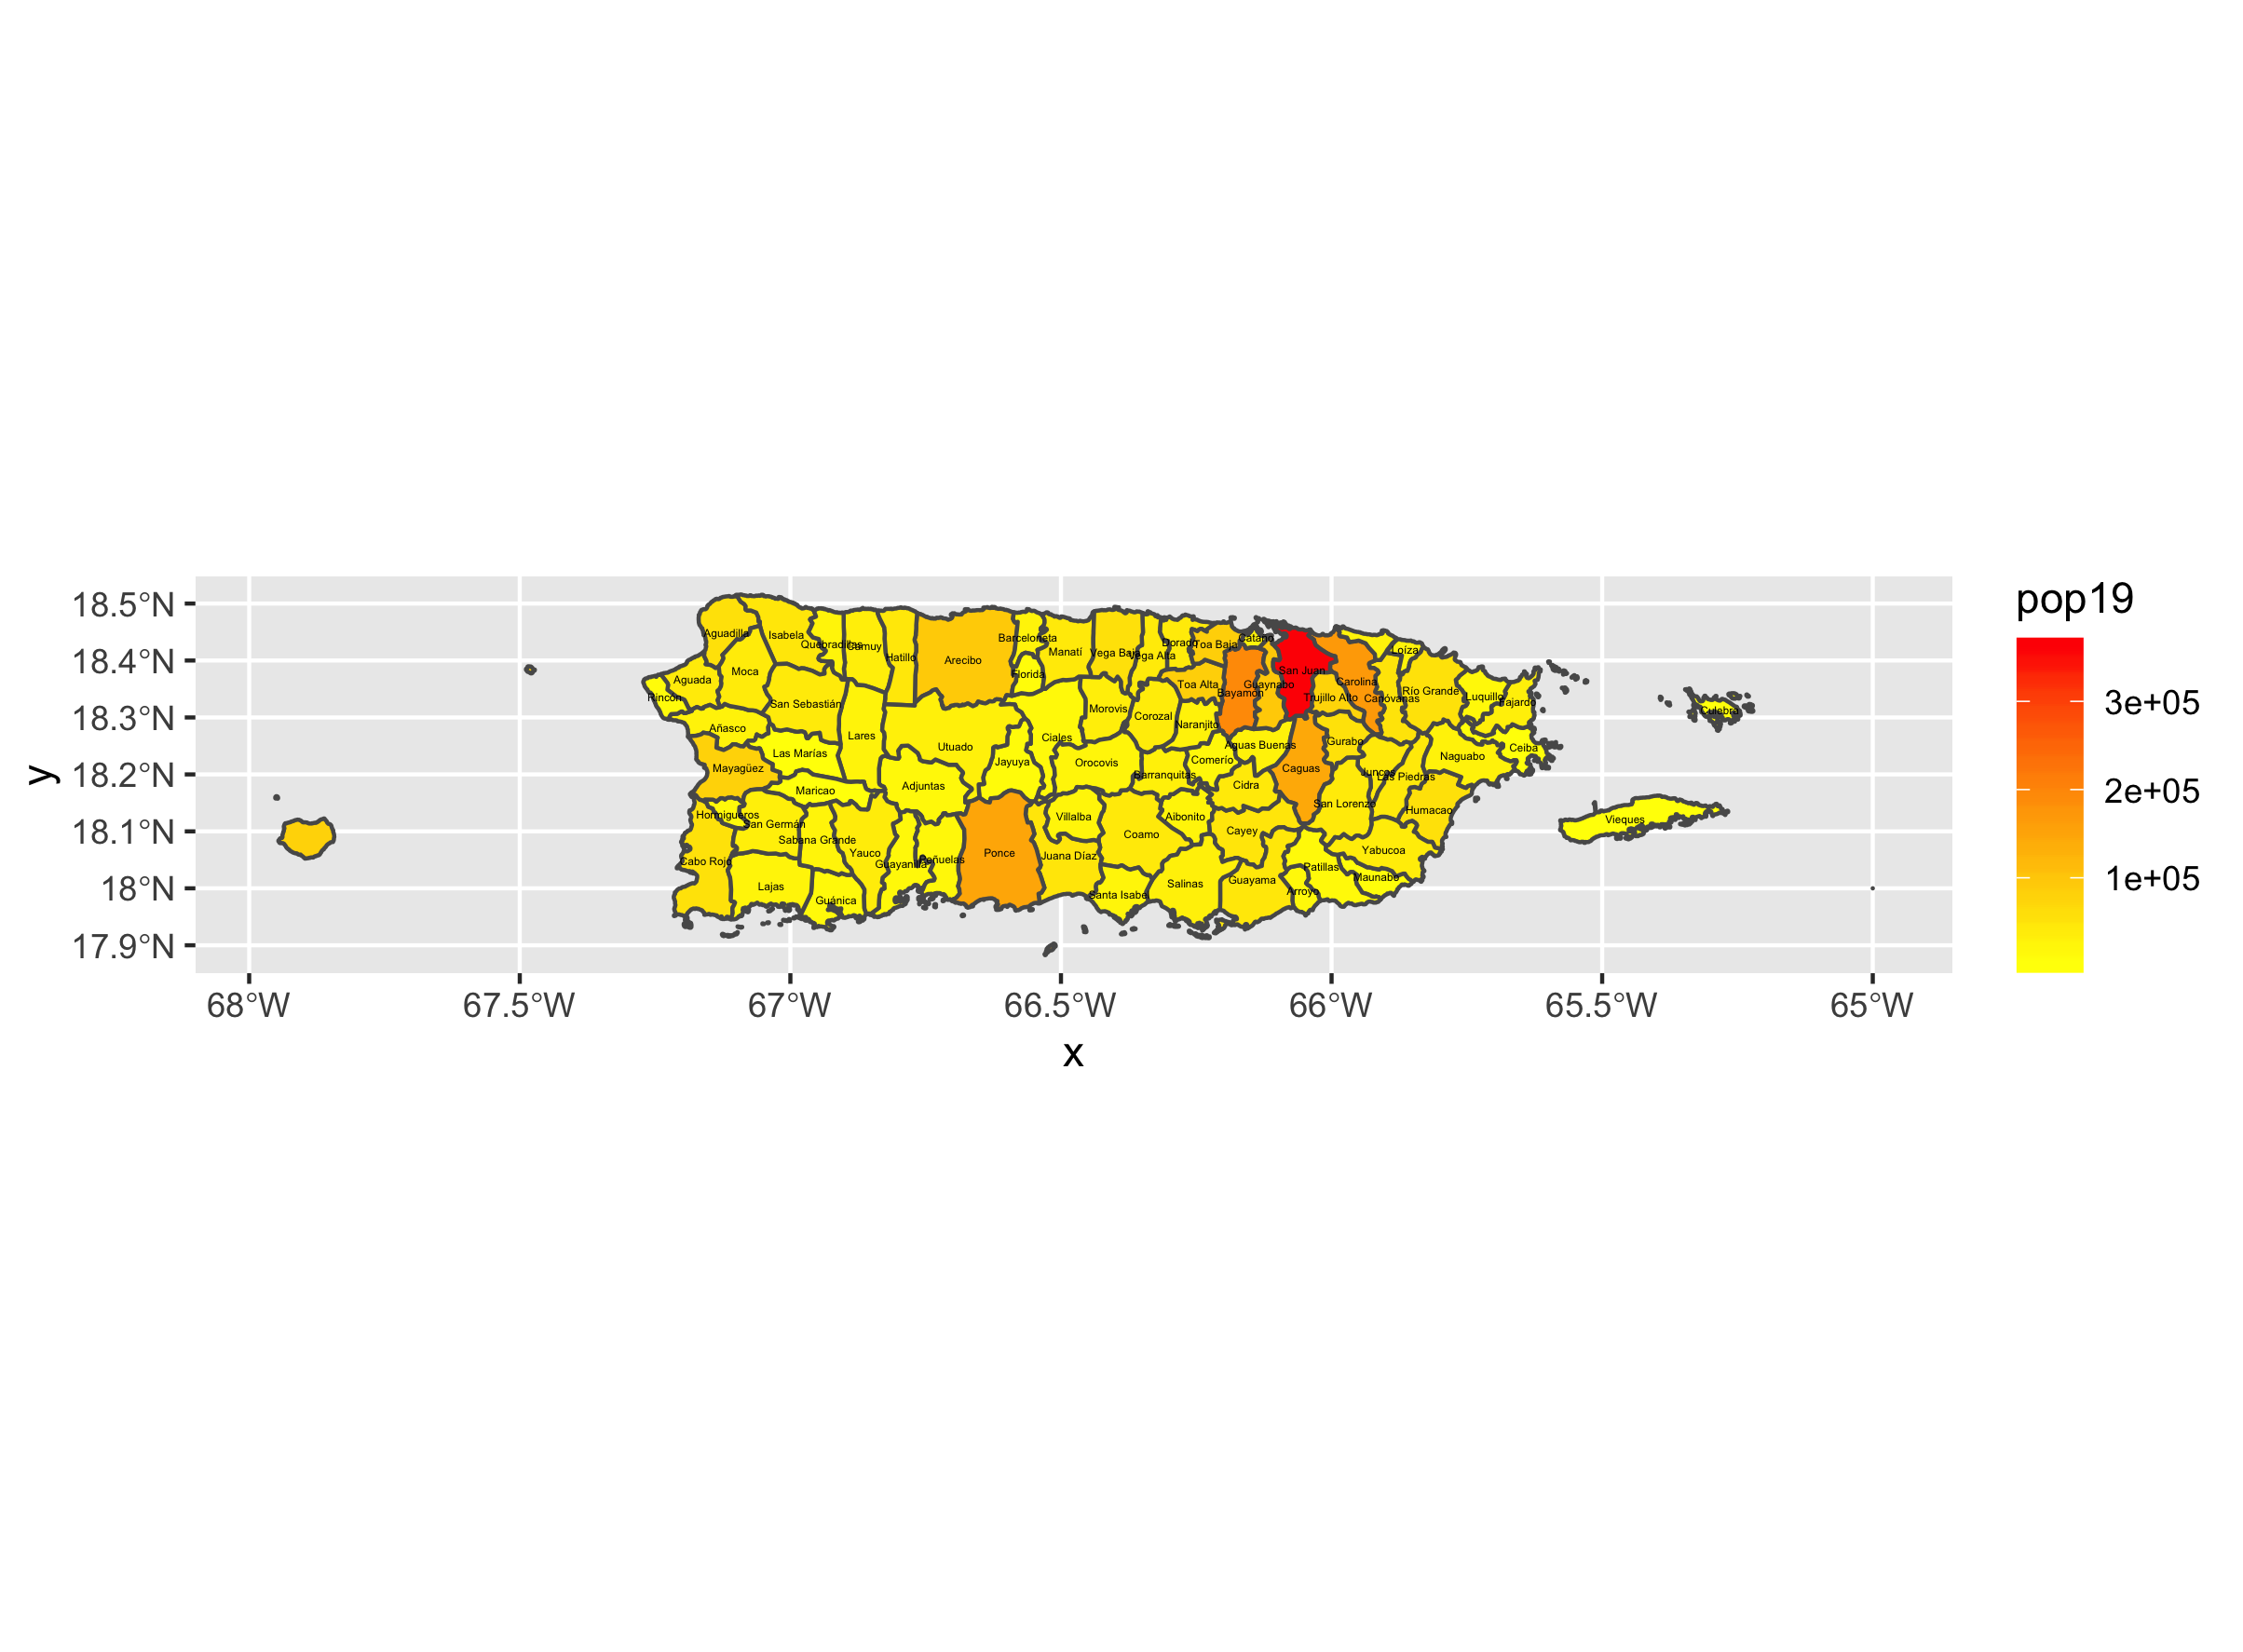 pop19
3e+05
2e+05
1e+05
18.5°N
18.4°N
18.3°N
18.2°N
18.1°N
18°N
17.9°N
y
68°W
67.5°W
67°W
66.5°W
66°W
65.5°W
65°W
x
Aguadilla
Isabela
Quebradillas
Camuy
Hatillo
Arecibo
Barceloneta
Manatí
Vega Baja
Vega Alta
Dorado
Toa Baja
Cataño
San Juan
Carolina
Loíza
Moca
Aguada
Rincón
San Sebastián
Florida
Morovis
Corozal
Toa Alta
Naranjito
Bayamón
Guaynabo
Trujillo Alto
Canóvanas
Río Grande
Luquillo
Fajardo
Culebra
Añasco
Lares
Utuado
Ciales
Las Marías
Mayagüez
Maricao
Adjuntas
Jayuya
Orocovis
Barranquitas
Comerío
Aguas Buenas
Gurabo
Caguas
Cidra
Juncos
Las Piedras
Naguabo
Ceiba
Hormigueros
San Germán
Sabana Grande
Yauco
Guayanilla
Peñuelas
Ponce
Villalba
Juana Díaz
Coamo
Aibonito
Cayey
San Lorenzo
Humacao
Yabucoa
Vieques
Cabo Rojo
Lajas
Guánica
Santa Isabel
Salinas
Guayama
Arroyo
Patillas
Maunabo